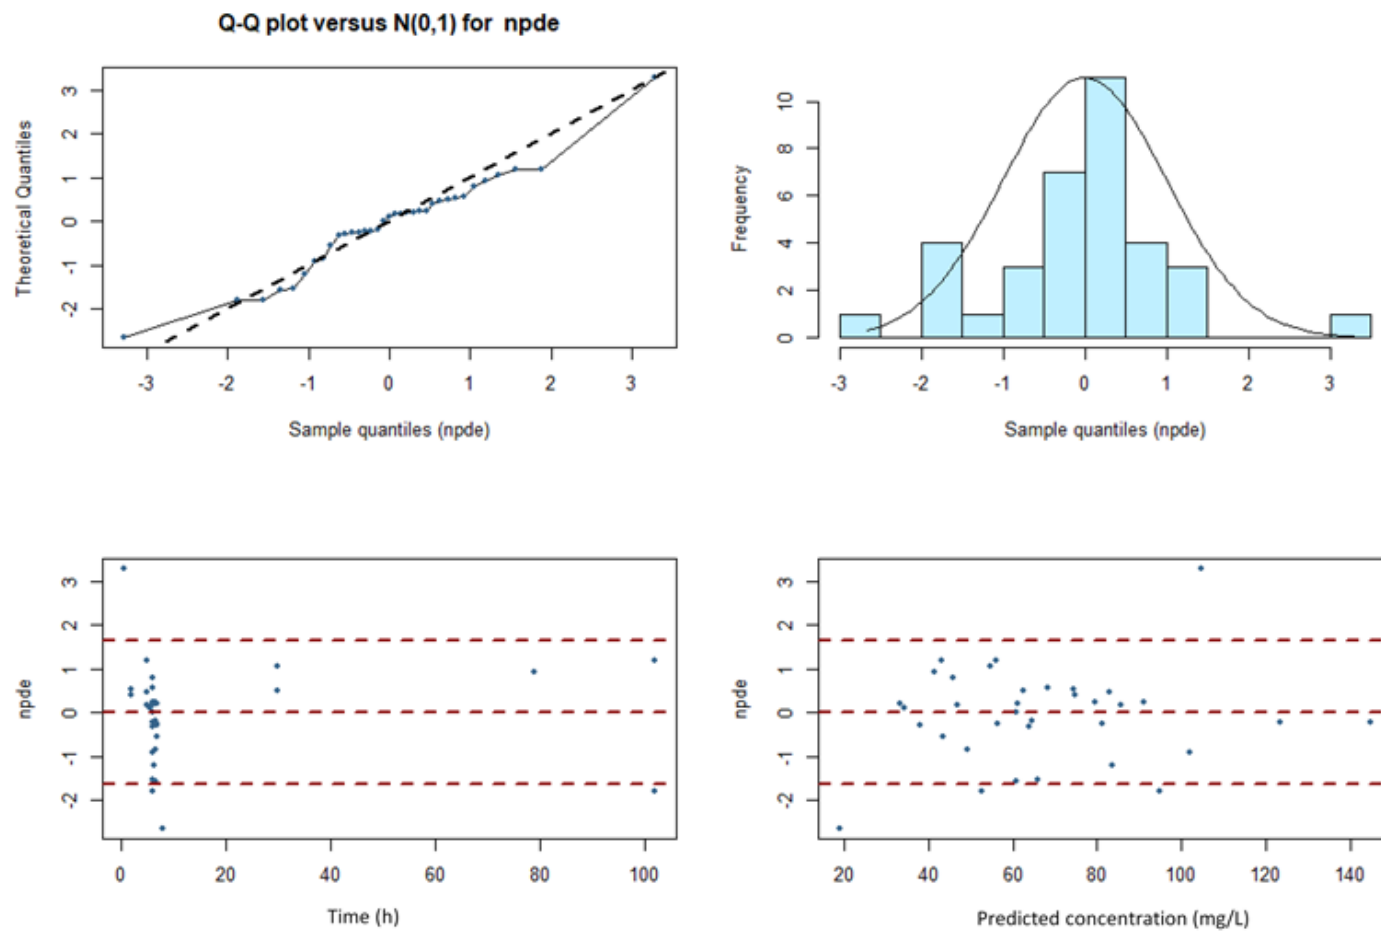 Q-Q plot versus N(0,1) for npde
Theoretical Quantiles
3
2
1
0
-1
-2
-3 -2 -1 0 1 2 3
Sample quantiles (npde)
Frequency
10
8
6
4
2
0
-3 -2 -1 0 1 2 3
Sample quantiles (npde)
npde
3
2
1
0
-1
-2
0 20 40 60 80 100
Time (h)
npde
3
2
1
0
-1
-2
20 40 60 80 100 120 140
Predicted concentration (mg/L)